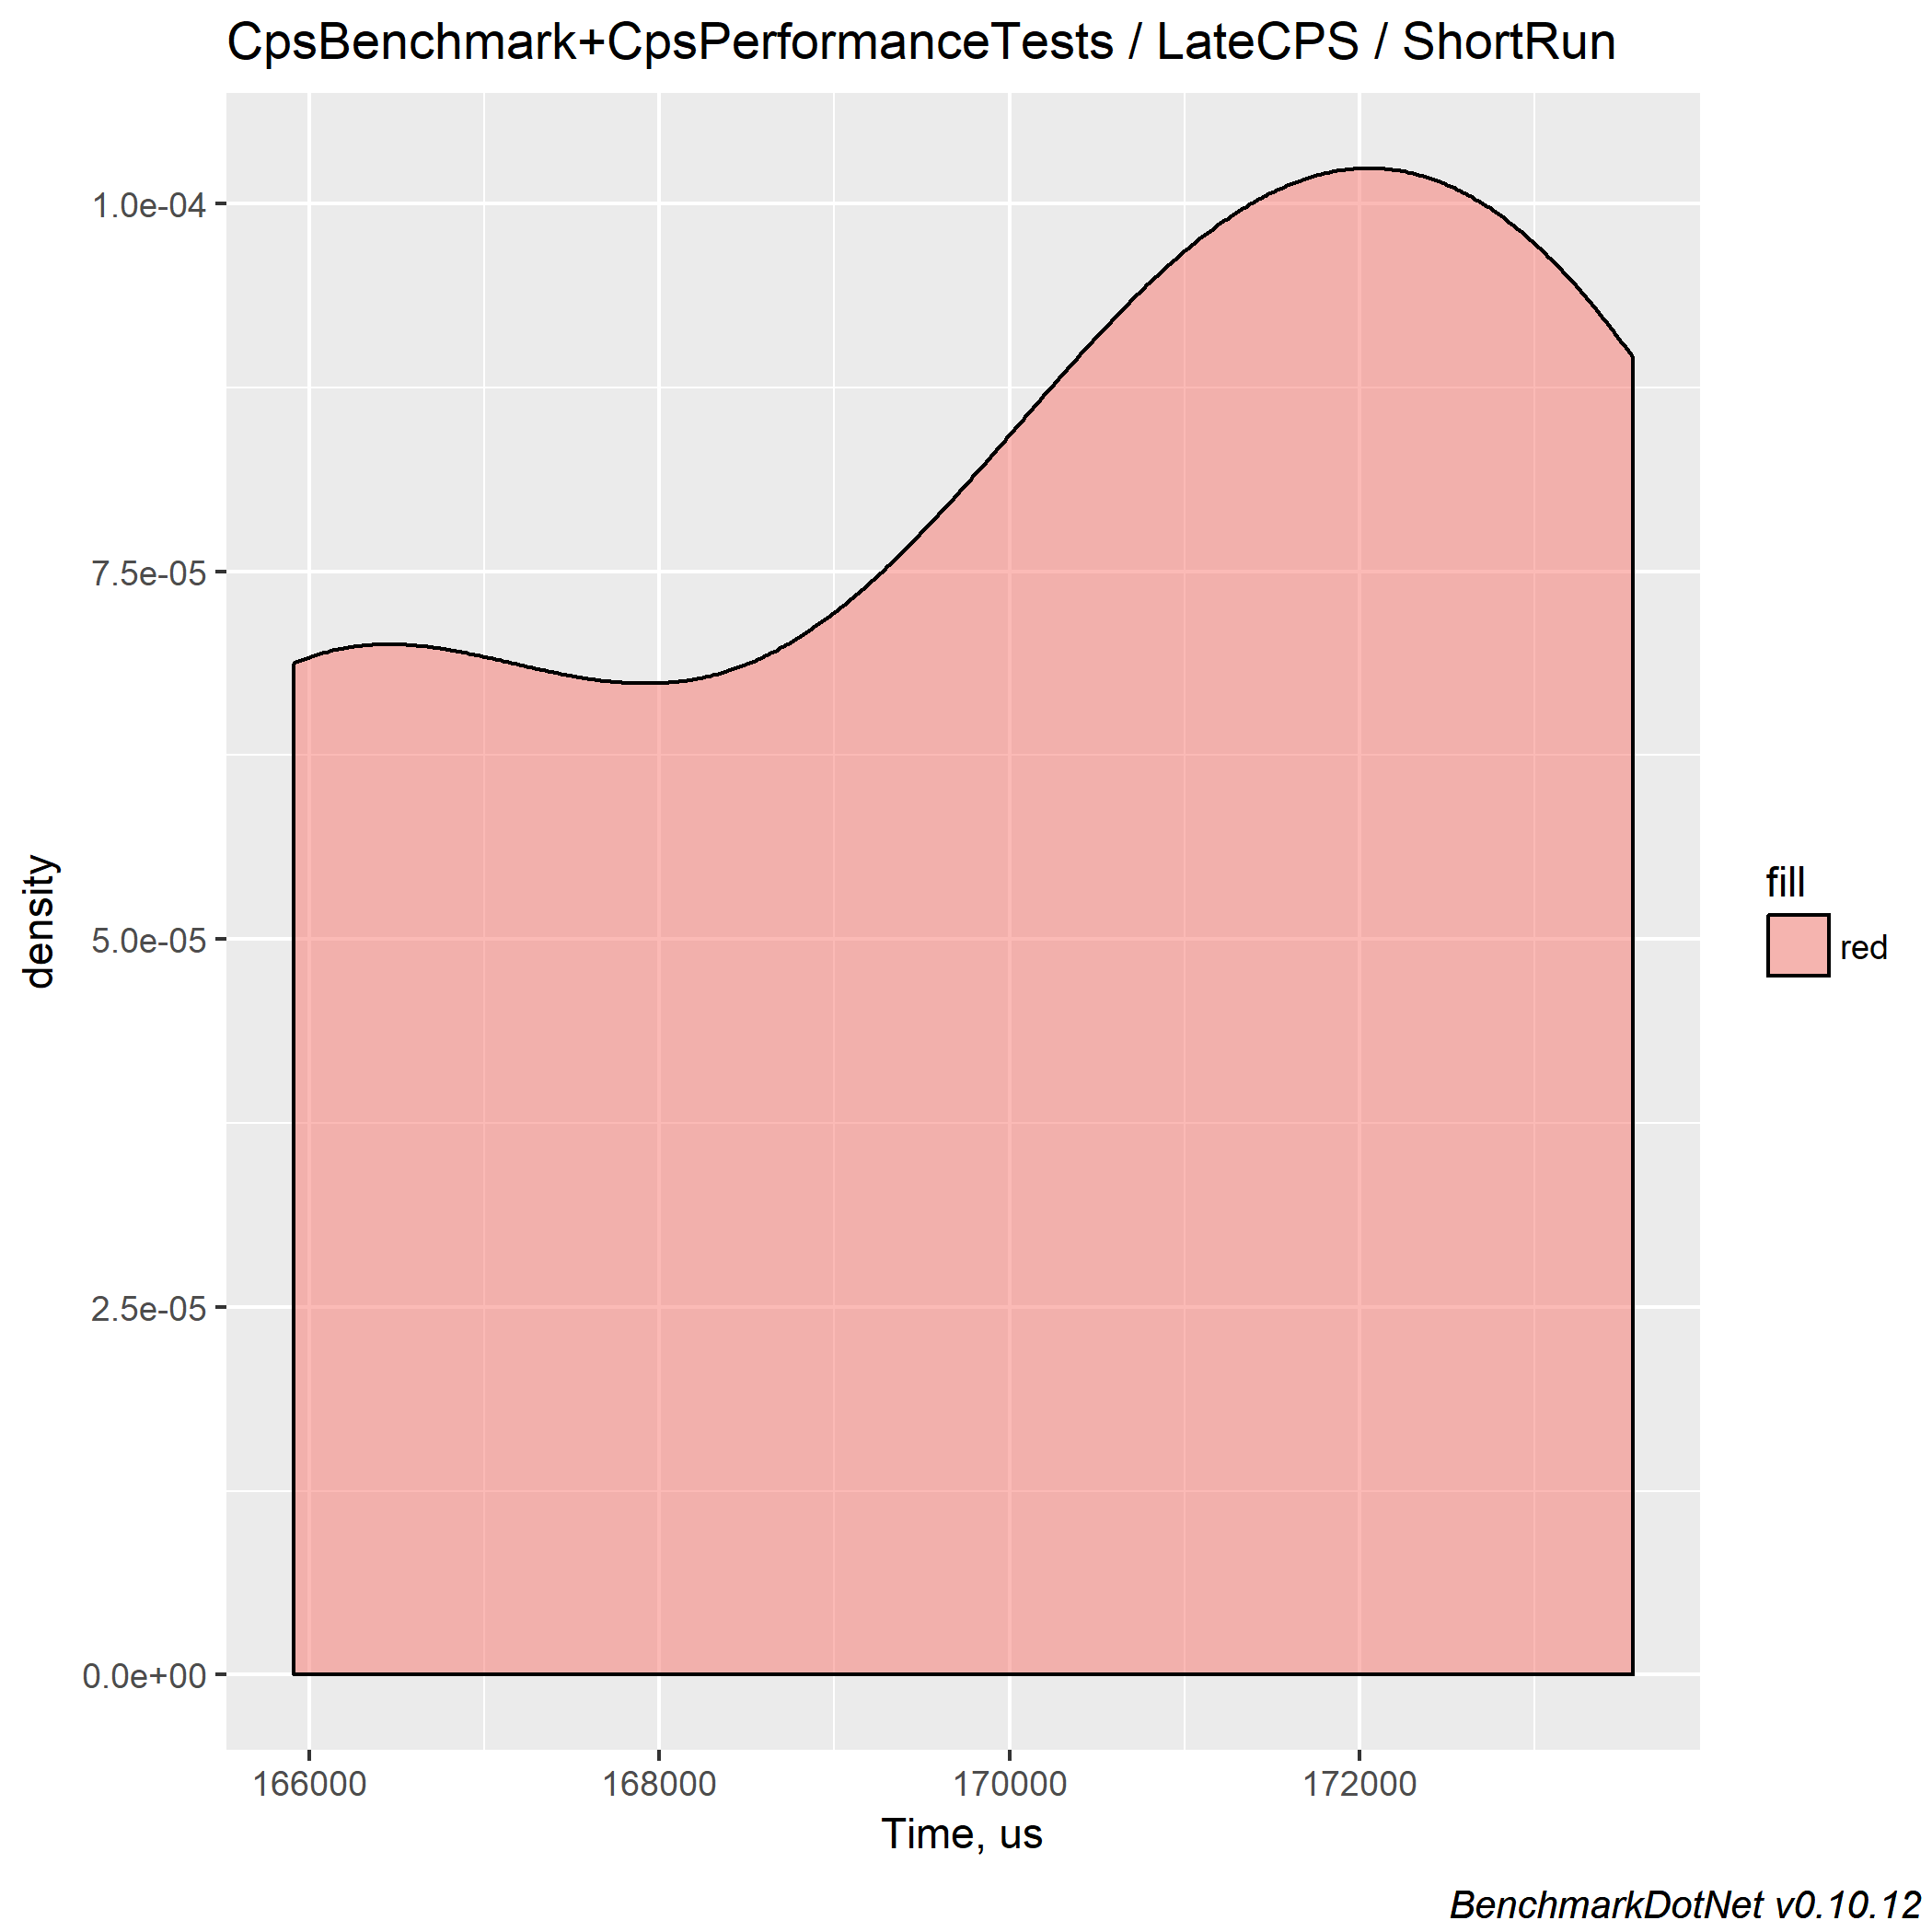 CpsBenchmark+CpsPerformanceTests / LateCPS / ShortRun
1.0e-04
7.5e-05
5.0e-05
2.5e-05
0.0e+00
density
166000 168000 170000 172000
Time, us
fill
red
BenchmarkDotNet v0.10.12